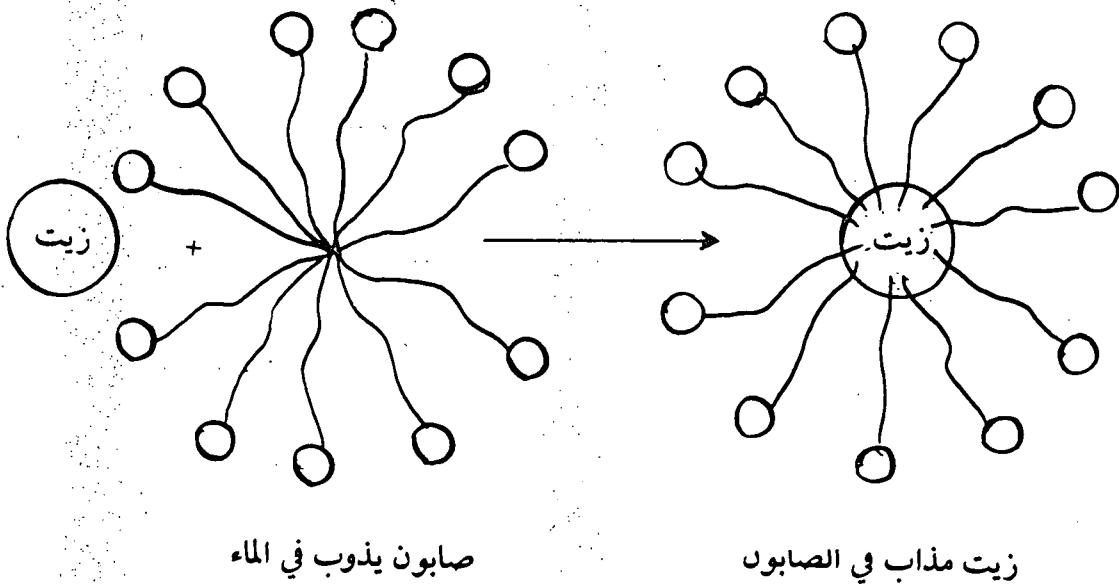 زيت
+
زيت
صابون يذوب في الماء
زيت مذاب في الصابون